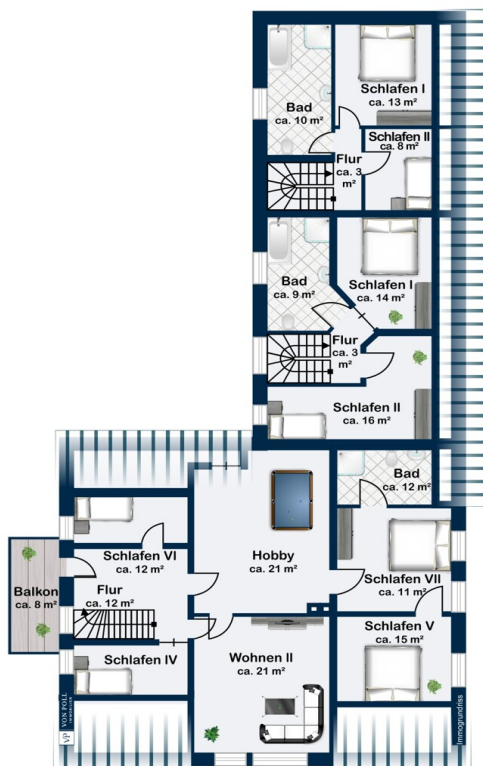 Schlafen I
ca. 13 m²
Bad
ca. 10 m²
Schlafen II
ca. 8 m²
Flur
ca. 3
m²
Bad
ca. 9 m²
Schlafen I
ca. 14 m²
Flur
ca. 3
m²
Schlafen II
ca. 16 m²
Bad
ca. 12 m²
Hobby
ca. 21 m²
Schlafen VI
ca. 12 m²
Schlafen VII
ca. 11 m²
Balkon
ca. 8 m²
Flur
ca. 12 m²
Schlafen V
ca. 15 m²
Schlafen IV
Wohnen II
ca. 21 m²
VP
VON POLL
IMMOBILIEN
Immogrundriss